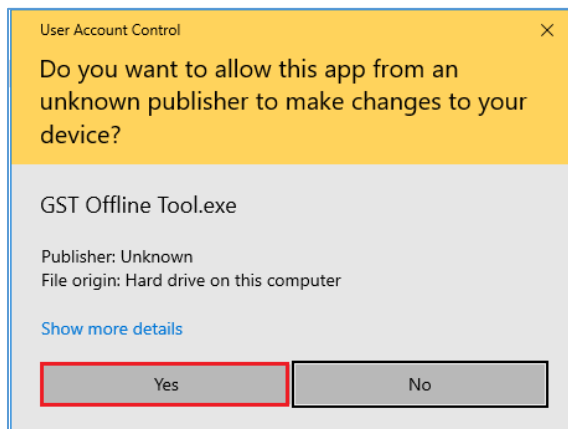 User Account Control
Do you want to allow this app from an
unknown publisher to make changes to your
device?
GST Offline Tool.exe
Publisher: Unknown
File origin: Hard drive on this computer
Show more details
Yes
No